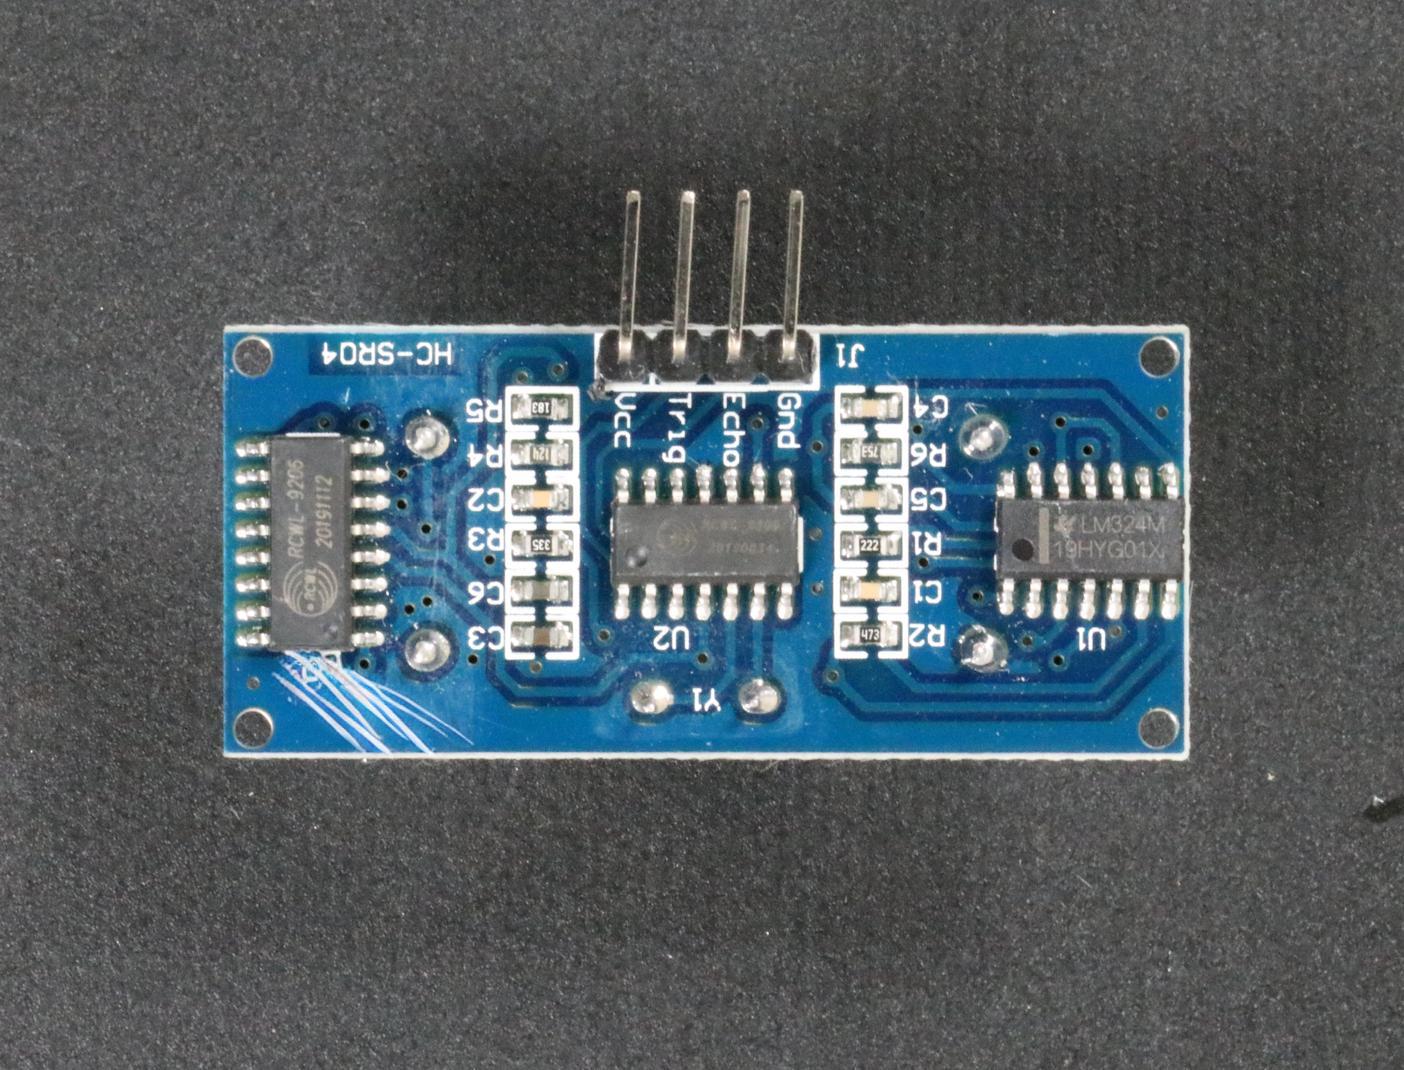 HC-SR04
J1
Vcc
Trig
Echo
Gnd
R5
183
R4
124
C2
R3
335
C6
C3
C4
R6
753
C5
R1
222
C1
R2
473
RCWL-9206
20191112
RCWL
U2
Y1
LM324M
19HYG01X
U1